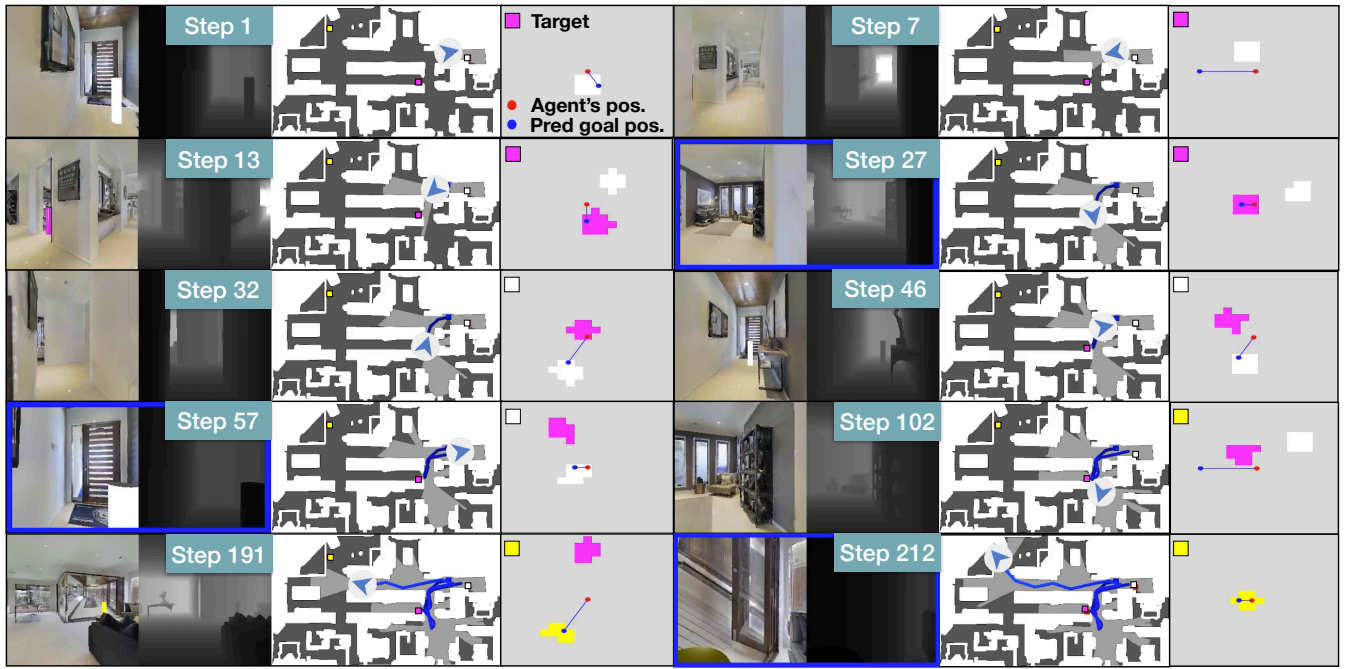 Step 1
Target
Agent's pos.
Pred goal pos.
Step 7
Step 13
Step 27
Step 32
Step 46
Step 57
Step 102
Step 191
Step 212